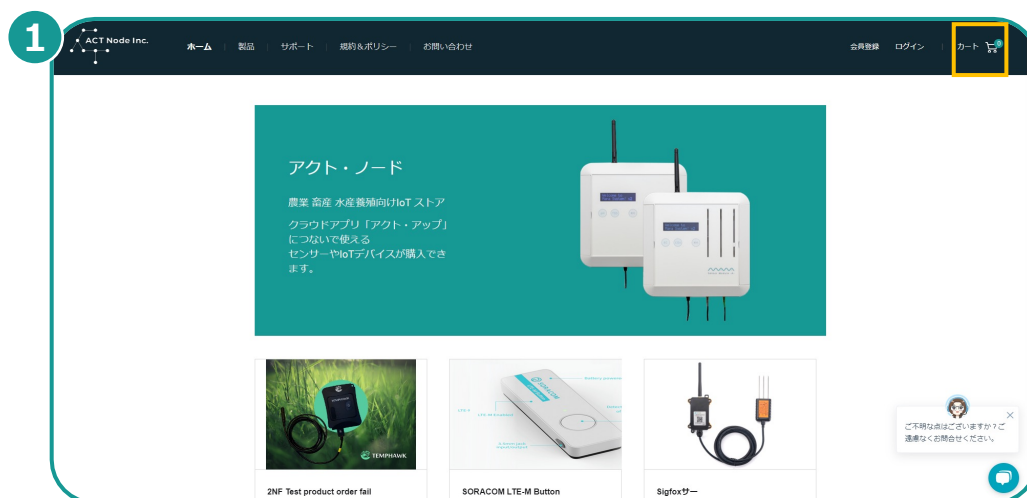 1
ACT Node Inc.
ホーム
製品
サポート
規約&ポリシー
お問い合わせ
会員登録
ログイン
カート
0
アクト・ノード
農業 畜産 水産養殖向けIoT ストア
クラウドアプリ「アクト・アップ」
につないで使える
センサーやIoTデバイスが購入でき
ます。
TEMPHAWK
SORACOM
2NF Test product order fail
SORACOM LTE-M Button
Sigfoxサー
ご不明な点はございますか?ご
遠慮なくお問合せください。